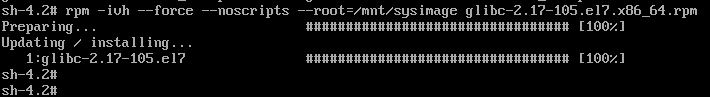 sh-4.2# rpm -ivh --force --noscripts --root=/mnt/sysimage glibc-2.17-105.el7.x86_64.rpm
Preparing...                          ################################# [100%]
Updating / installing...
   1:glibc-2.17-105.el7               ################################# [100%]
sh-4.2#
sh-4.2#